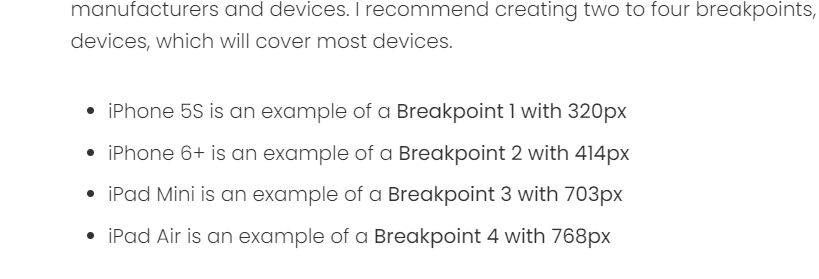 manufacturers and devices. I recommend creating two to four breakpoints,
devices, which will cover most devices.
• iPhone 5S is an example of a Breakpoint 1 with 320px
• iPhone 6+ is an example of a Breakpoint 2 with 414px
• iPad Mini is an example of a Breakpoint 3 with 703px
• iPad Air is an example of a Breakpoint 4 with 768px